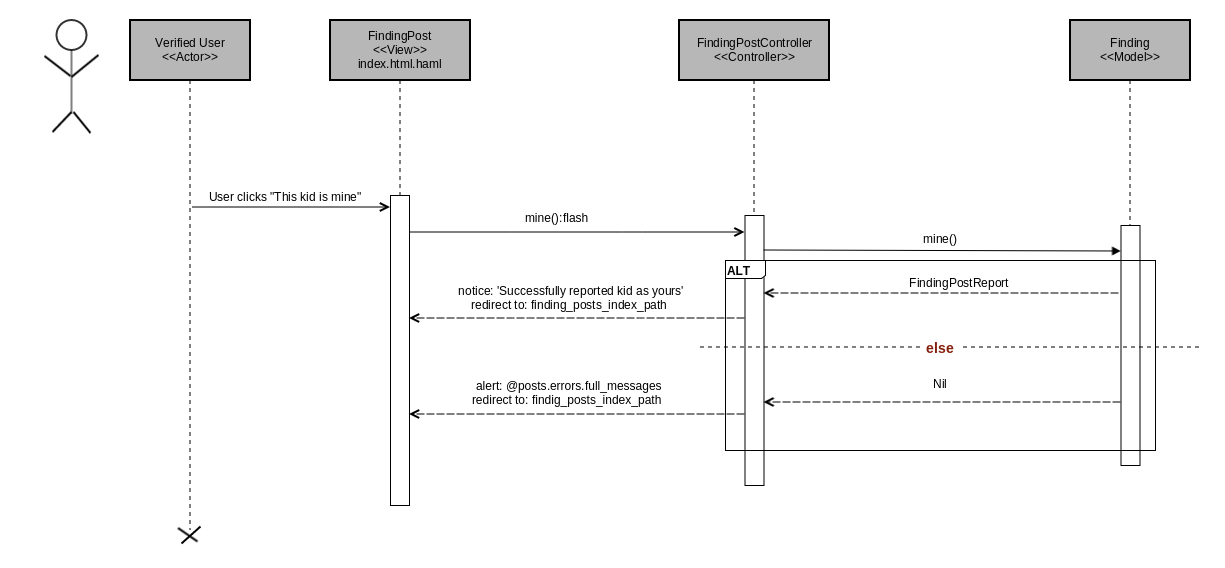 Verified User
<<Actor>>
FindingPost
<<View>>
index.html.haml
FindingPostController
<<Controller>>
Finding
<<Model>>
User clicks "This kid is mine"
mine():flash
mine()
ALT
FindingPostReport
notice: 'Successfully reported kid as yours'
redirect to: finding_posts_index_path
else
Nil
alert: @posts.errors.full_messages
redirect to: findig_posts_index_path